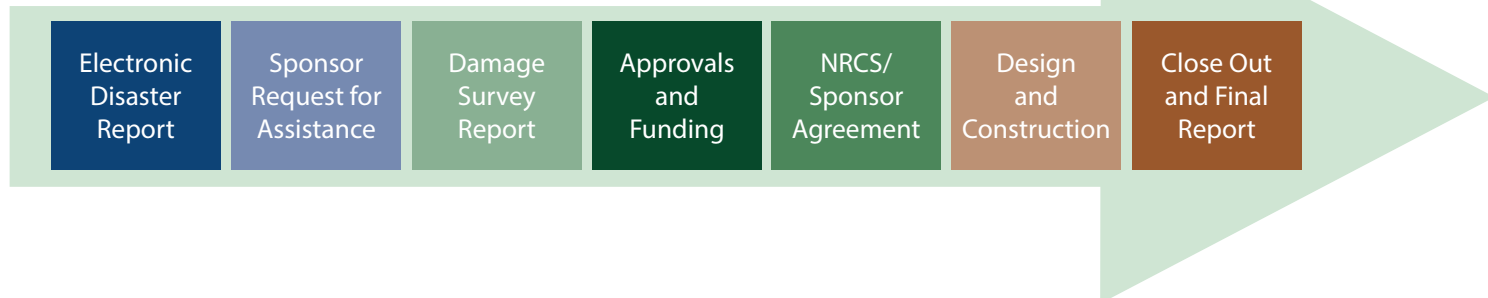 Electronic
Disaster
Report
Sponsor
Request for
Assistance
Damage
Survey
Report
Approvals
and
Funding
NRCS/
Sponsor
Agreement
Design
and
Construction
Close Out
and Final
Report